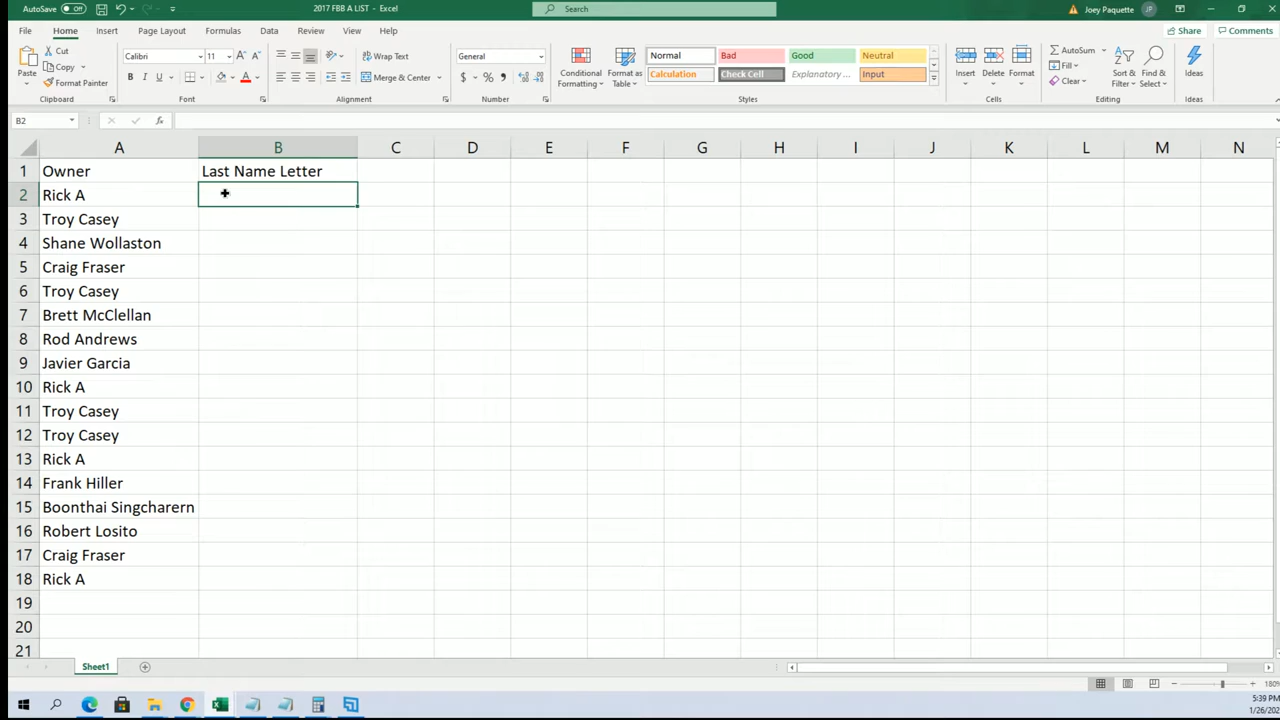 AutoSave Off 2017 FBB A LIST - Excel Search Joey Paquette JP
File Home Insert Page Layout Formulas Data Review View Help Share Comments
Paste Cut Copy Format Painter Clipboard
Calibri 11 B I U A Font
Wrap Text Merge & Center Alignment
General $ % Number
Conditional Formatting Format as Table Normal Bad Good Neutral Calculation Check Cell Explanatory ... Input Styles
Insert Delete Format Cells
AutoSum Fill Clear Sort & Filter Find & Select Editing Ideas Ideas
B2 fx
A B C D E F G H I J K L M N
1 Owner Last Name Letter
2 Rick A
3 Troy Casey
4 Shane Wollaston
5 Craig Fraser
6 Troy Casey
7 Brett McClellan
8 Rod Andrews
9 Javier Garcia
10 Rick A
11 Troy Casey
12 Troy Casey
13 Rick A
14 Frank Hiller
15 Boonthai Singcharern
16 Robert Losito
17 Craig Fraser
18 Rick A
19
20
21
Sheet1
180%
5:39 PM